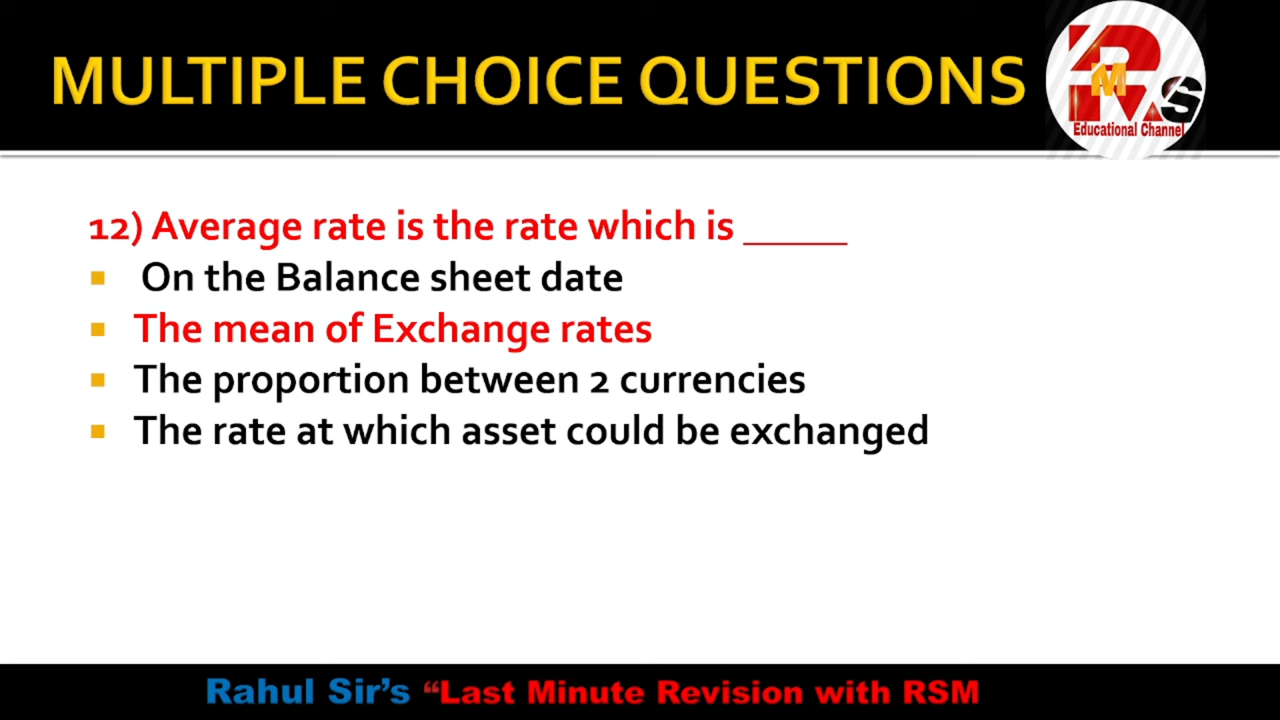 MULTIPLE CHOICE QUESTIONS
RMS
Educational Channel
12) Average rate is the rate which is _____
On the Balance sheet date
The mean of Exchange rates
The proportion between 2 currencies
The rate at which asset could be exchanged
Rahul Sir's "Last Minute Revision with RSM